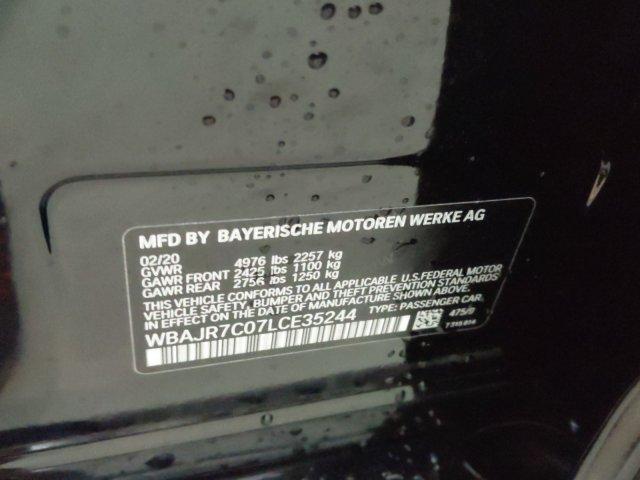 MFD BY BAYERISCHE MOTOREN WERKE AG
02/20
GVWR 4976 lbs 2257 kg
GAWR FRONT 2425 lbs 1100 kg
GAWR REAR 2756 lbs 1250 kg
THIS VEHICLE CONFORMS TO ALL APPLICABLE U.S.FEDERAL MOTOR
VEHICLE SAFETY, BUMPER AND THEFT PREVENTION STANDARDS
IN EFFECT ON THE DATE OF MANUFACTURE SHOWN ABOVE.
WBAJR7C07LCE35244 TYPE: PASSENGER CAR